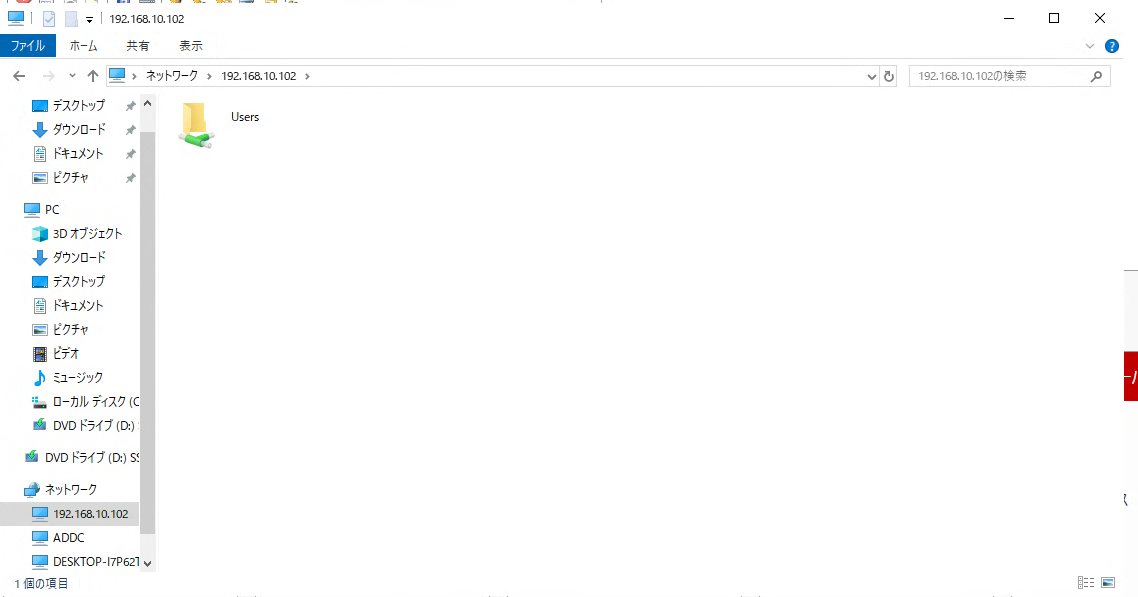 192.168.10.102
ファイル ホーム 共有 表示
ネットワーク 192.168.10.102 192.168.10.102の検索
デスクトップ
ダウンロード
ドキュメント
ピクチャ
PC
3D オブジェクト
ダウンロード
デスクトップ
ドキュメント
ピクチャ
ビデオ
ミュージック
ローカル ディスク (C
DVD ドライブ (D:)
DVD ドライブ (D:) SS
ネットワーク
192.168.10.102
ADDC
DESKTOP-I7P62T
Users
1 個の項目